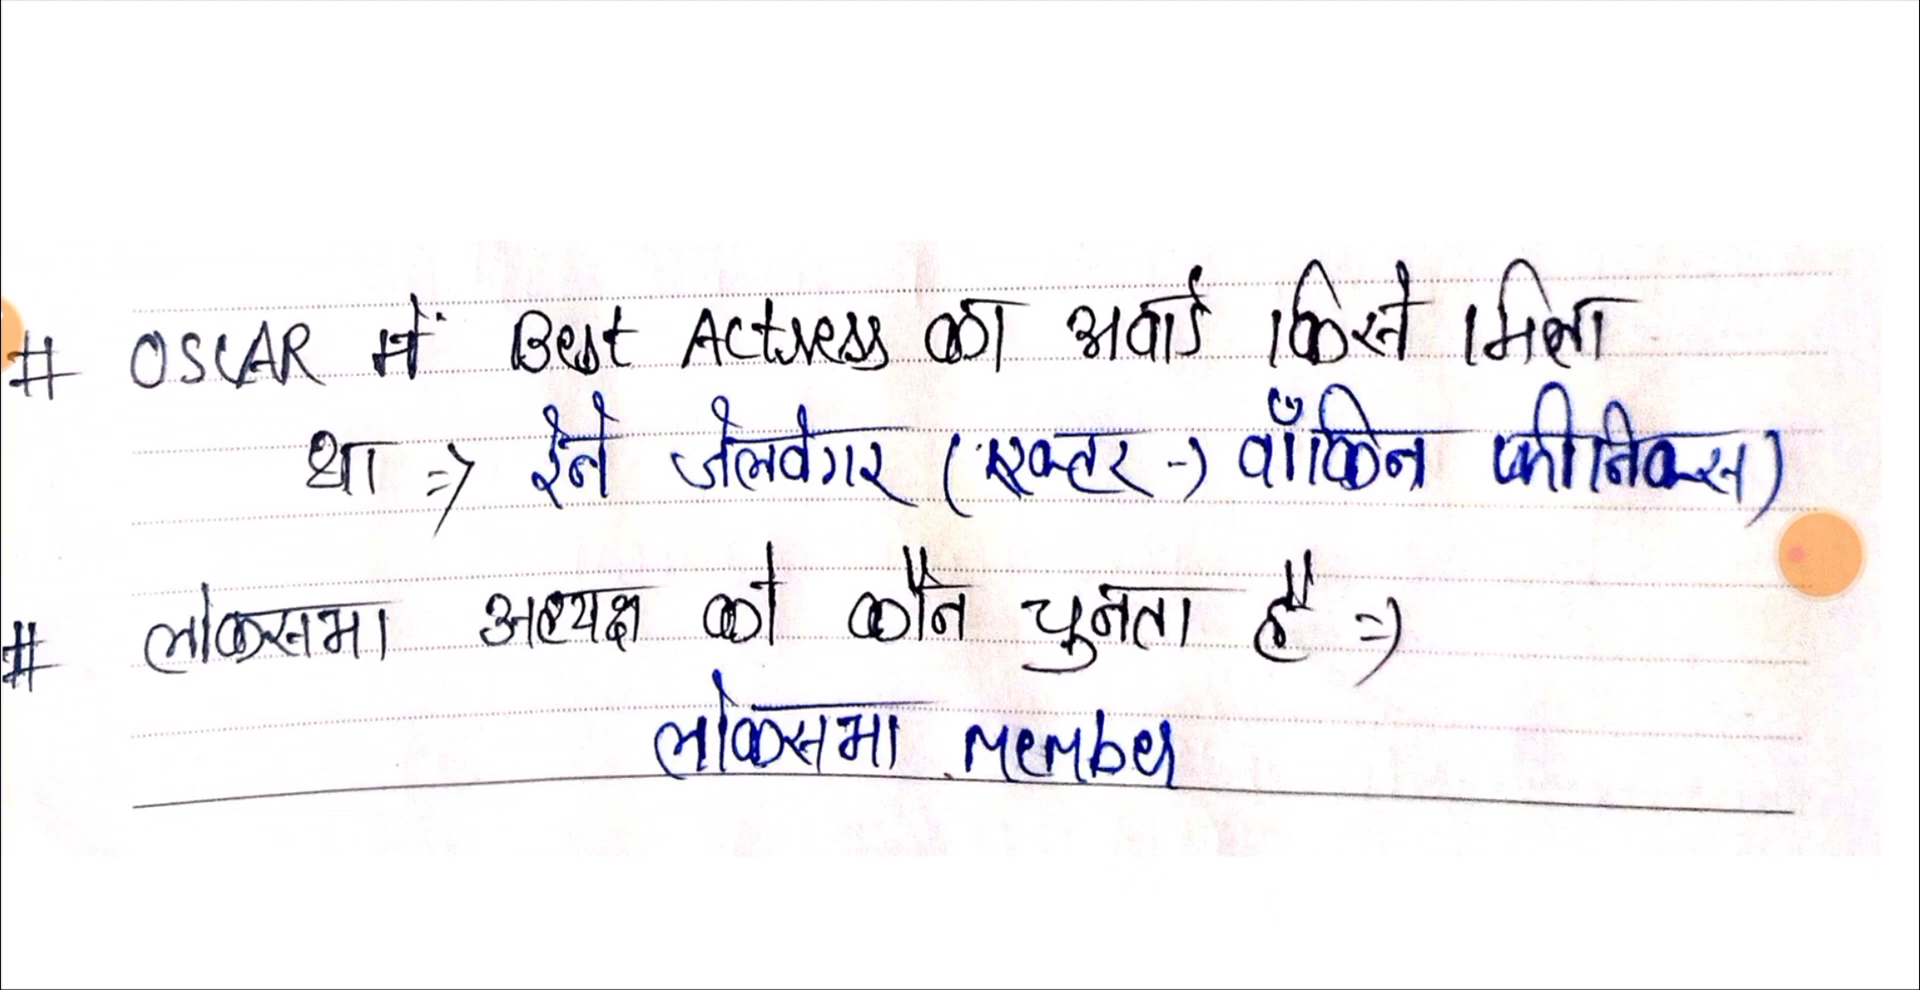 # OSCAR में Best Actress का अवार्ड किसे मिला
था => रेने जेलवेगर (एक्टर -> वॉकिन फीनिक्स)
# लोकसभा अध्यक्ष को कौन चुनता है =>
लोकसभा Member